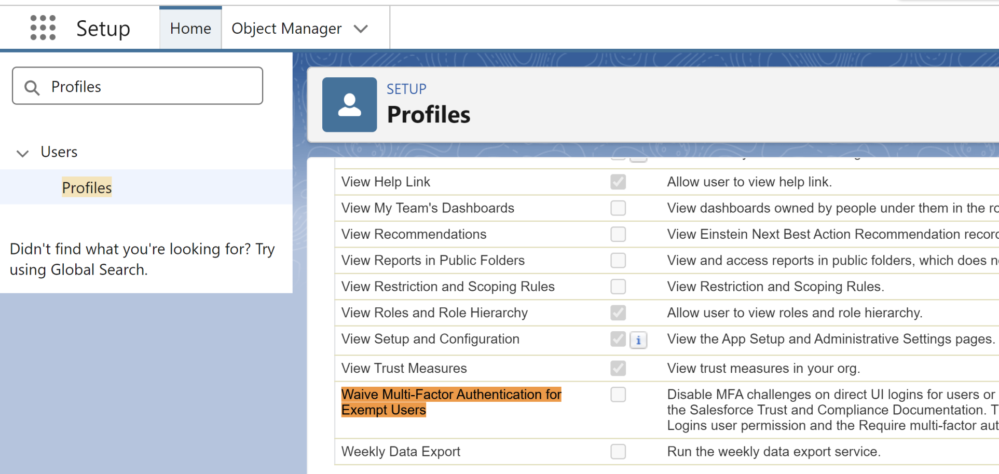 Setup
Home
Object Manager
Profiles
Users
Profiles
Didn't find what you're looking for? Try
using Global Search.
SETUP
Profiles
View Help Link
Allow user to view help link.
View My Team's Dashboards
View dashboards owned by people under them in the
View Recommendations
View Einstein Next Best Action Recommendation
View Reports in Public Folders
View and access reports in public folders, which does
View Restriction and Scoping Rules
View Restriction and Scoping Rules.
View Roles and Role Hierarchy
Allow user to view roles and role hierarchy.
View Setup and Configuration
i
View the App Setup and Administrative Settings pages.
View Trust Measures
View trust measures in your org.
Waive Multi-Factor Authentication for
Exempt Users
Disable MFA challenges on direct UI logins for users or
the Salesforce Trust and Compliance Documentation.
Logins user permission and the Require multi-factor
Weekly Data Export
Run the weekly data export service.